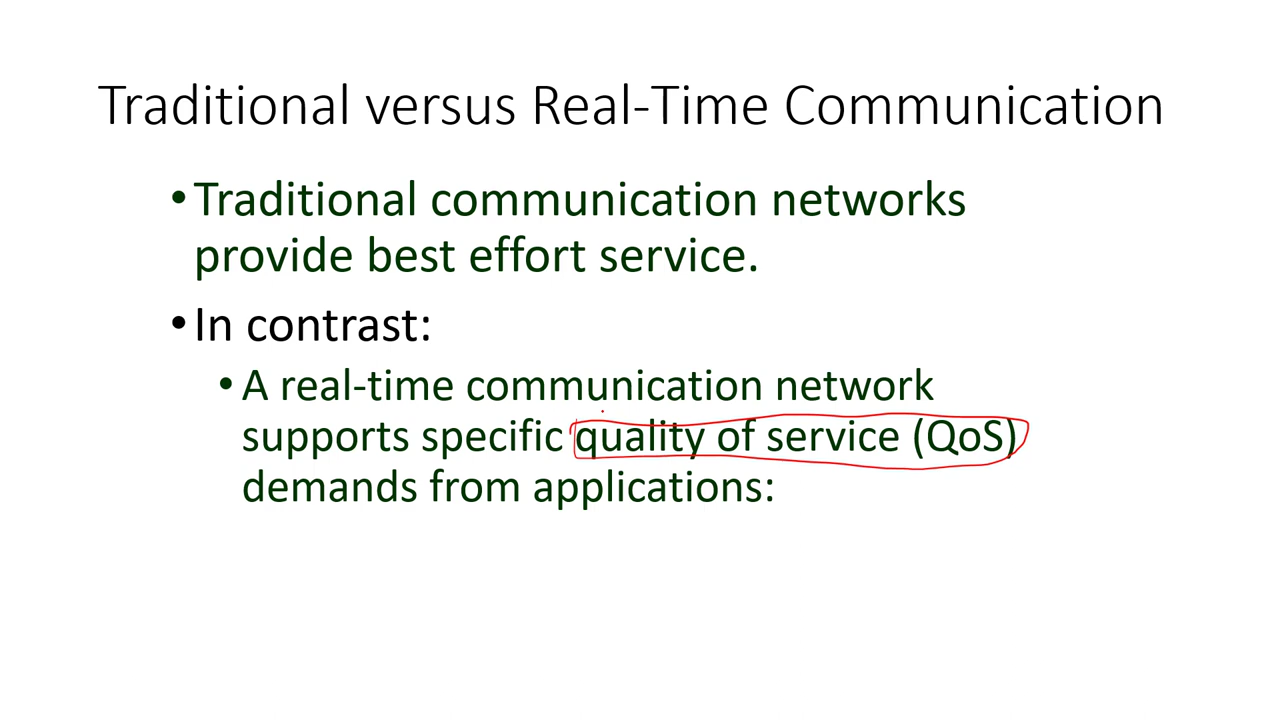 Traditional versus Real-Time Communication
•Traditional communication networks
provide best effort service.
•In contrast:
•A real-time communication network
supports specific quality of service (QoS)
demands from applications: